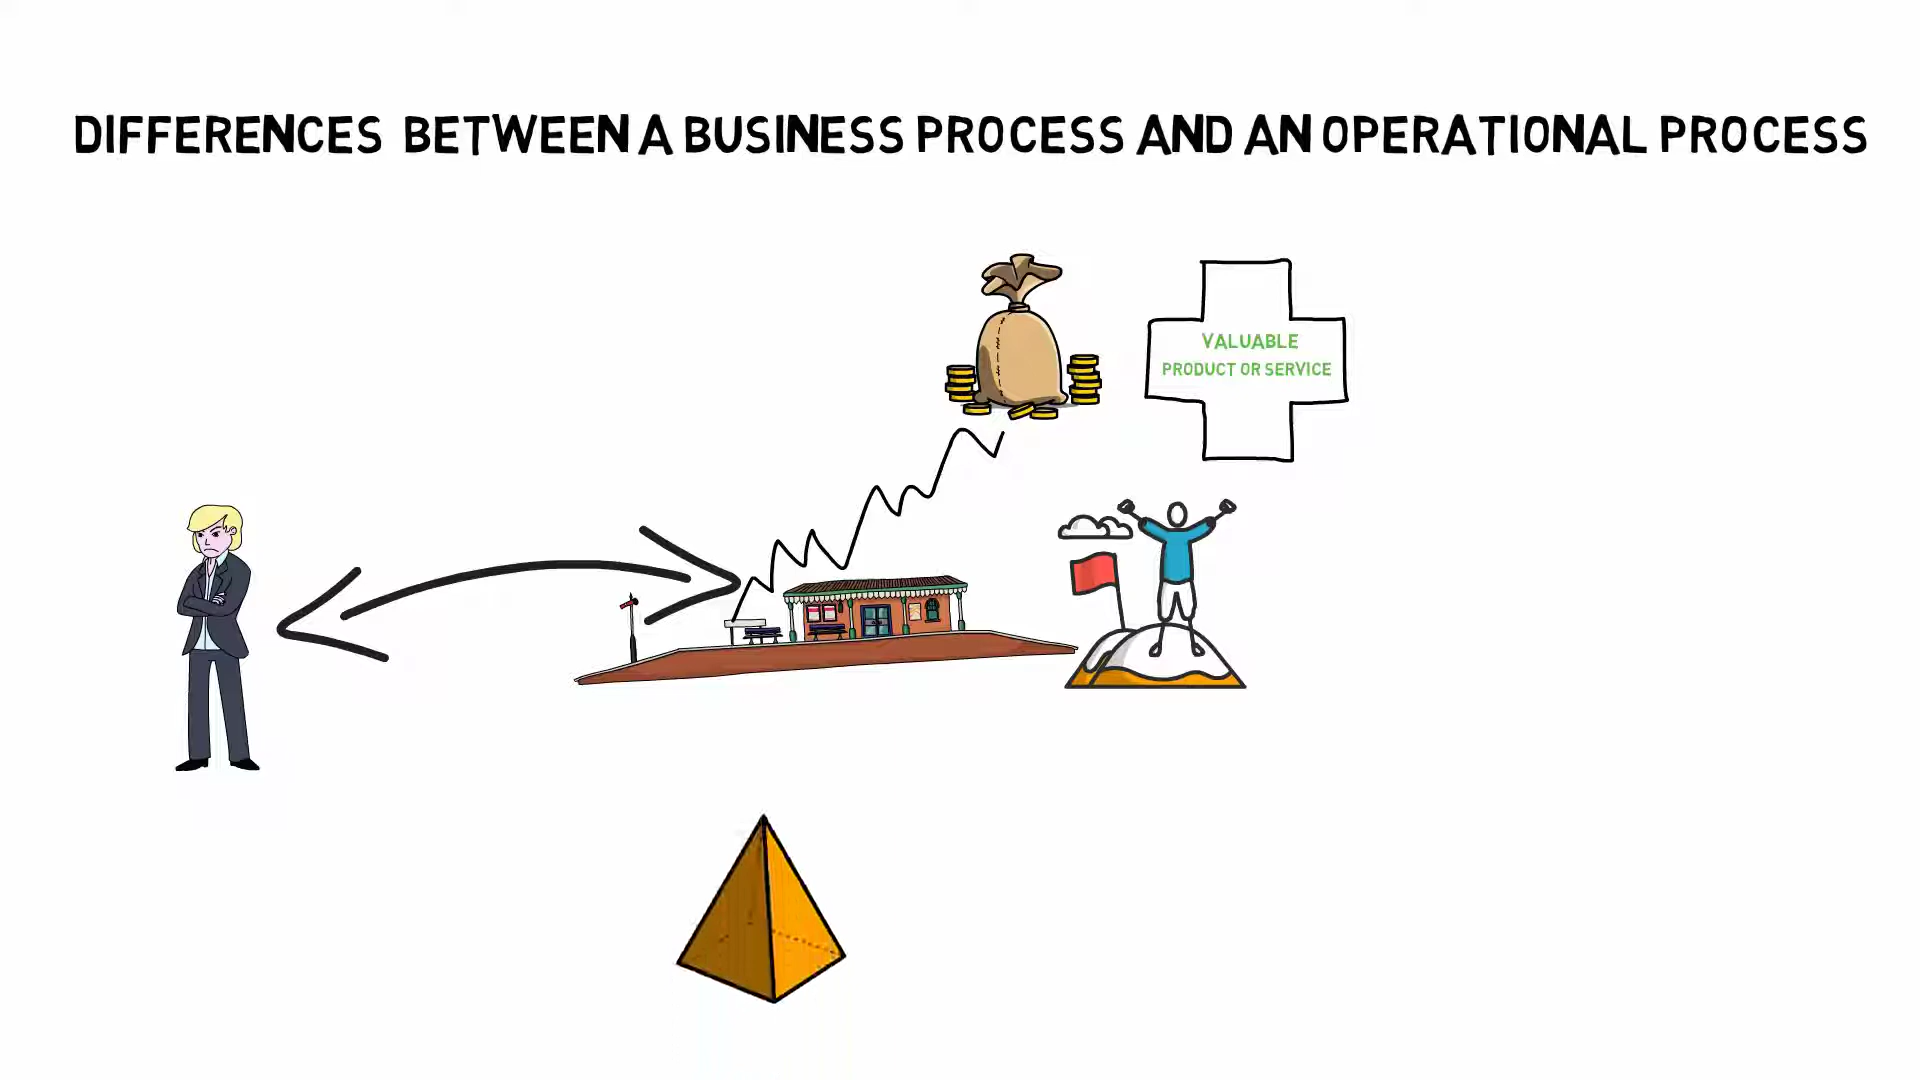 DIFFERENCES BETWEEN A BUSINESS PROCESS AND AN OPERATIONAL PROCESS
VALUABLE
PRODUCT OR SERVICE